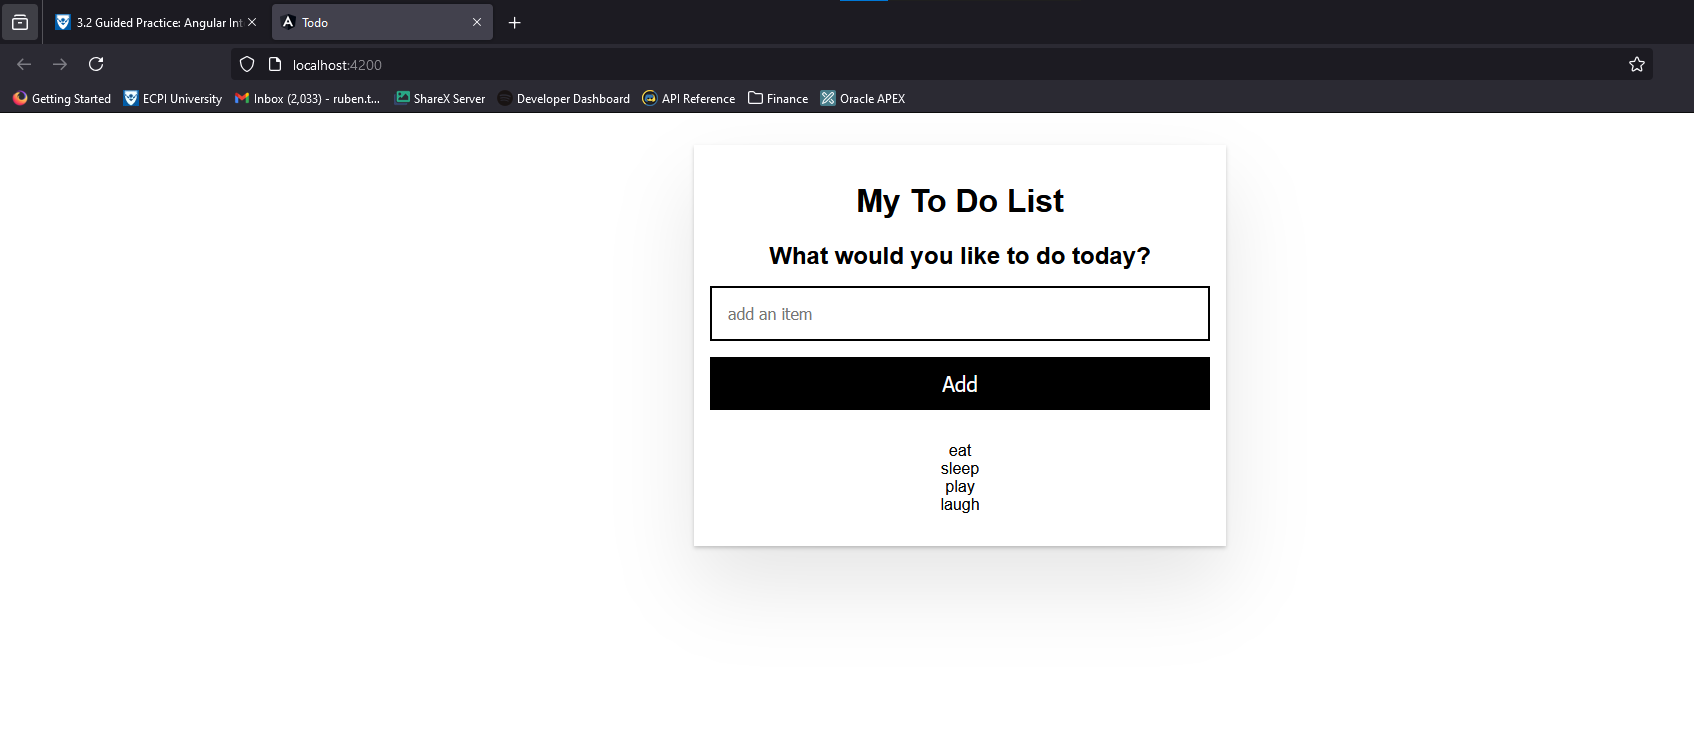 3.2 Guided Practice: Angular Int
Todo
localhost:4200
Getting Started
ECPI University
Inbox (2,033) - ruben.t...
ShareX Server
Developer Dashboard
API Reference
Finance
Oracle APEX
My To Do List
What would you like to do today?
add an item
Add
eat
sleep
play
laugh